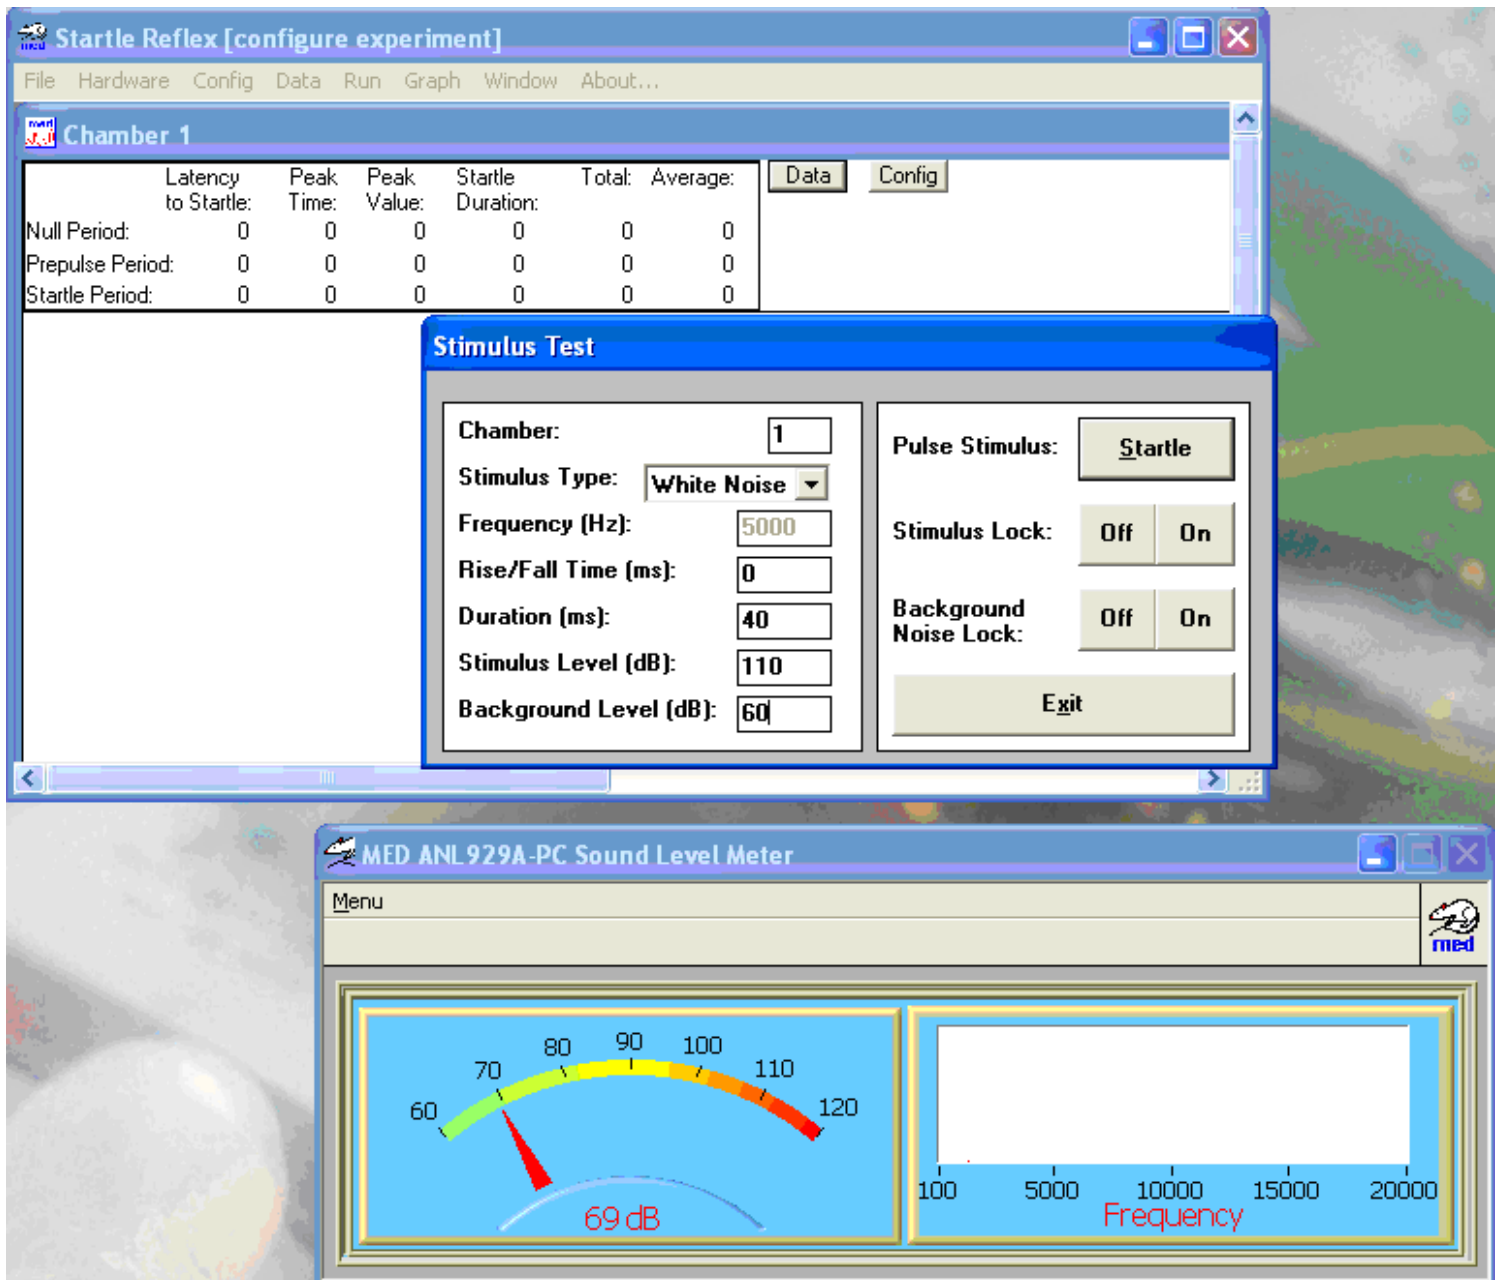 med
Startle Reflex [configure experiment]
File Hardware Config Data Run Graph Window About...
med
Chamber 1
Latency to Startle: Peak Time: Peak Value: Startle Duration: Total: Average:
Null Period: 0 0 0 0 0 0
Prepulse Period: 0 0 0 0 0 0
Startle Period: 0 0 0 0 0 0
Data Config
Stimulus Test
Chamber: 1
Stimulus Type: White Noise
Frequency (Hz): 5000
Rise/Fall Time (ms): 0
Duration (ms): 40
Stimulus Level (dB): 110
Background Level (dB): 60
Pulse Stimulus: Startle
Stimulus Lock: Off On
Background
Noise Lock: Off On
Exit
MED ANL929A-PC Sound Level Meter
Menu
med
60 70 80 90 100 110 120
69 dB
100 5000 10000 15000 20000
Frequency